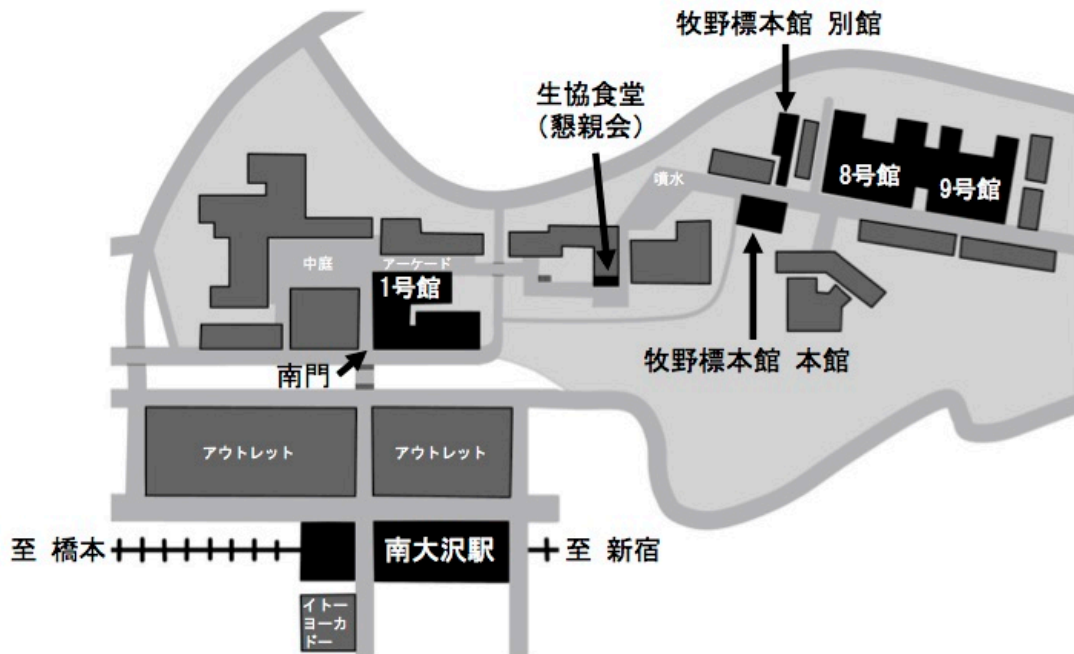 牧野標本館 別館
生協食堂
（懇親会）
8号館
9号館
噴水
中庭
アーケード
1号館
牧野標本館 本館
南門
アウトレット
アウトレット
至 橋本
南大沢駅
至 新宿
イトー
ヨーカ
ドー